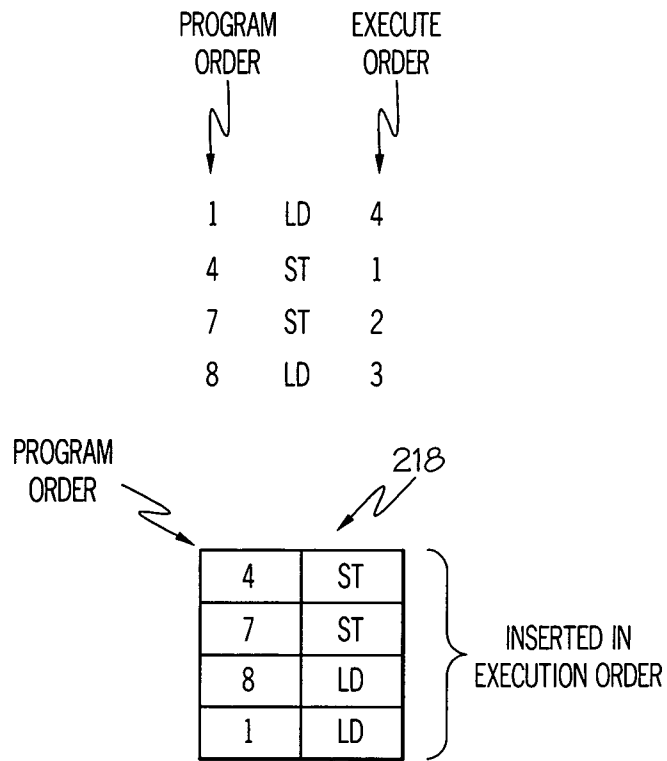 PROGRAM ORDER
EXECUTE ORDER
1 LD 4
4 ST 1
7 ST 2
8 LD 3
PROGRAM ORDER
218
4 ST
7 ST
8 LD
1 LD
INSERTED IN
EXECUTION ORDER